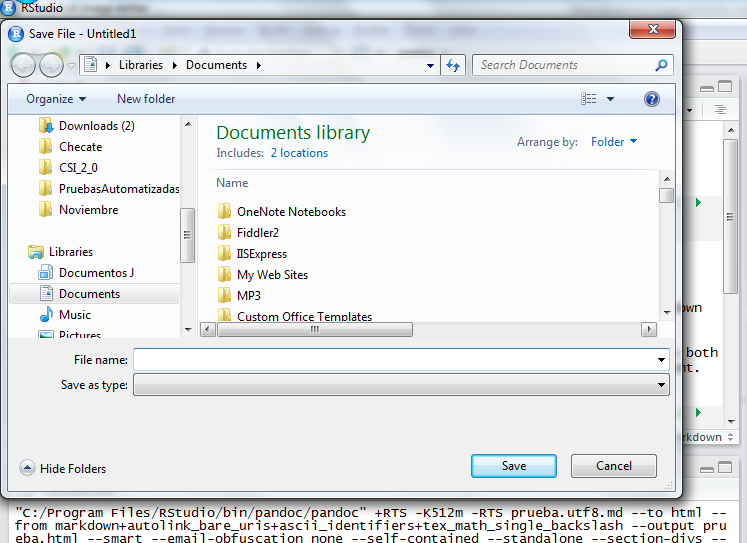 RStudio
Save File - Untitled1
Libraries Documents
Search Documents
Organize New folder
Downloads (2)
Checate
CSI_2_0
PruebasAutomatizadas
Noviembre
Libraries
Documentos J
Documents
Music
Pictures
Documents library
Includes: 2 locations
Arrange by: Folder
Name
OneNote Notebooks
Fiddler2
IISExpress
My Web Sites
MP3
Custom Office Templates
own
both
nt.
File name:
Save as type:
rkdown
Hide Folders
Save
Cancel
"C:/Program Files/RStudio/bin/pandoc/pandoc" +RTS -K512m -RTS prueba.utf8.md --to html --
from markdown+autolink_bare_uris+ascii_identifiers+tex_math_single_backslash --output pru
eba.html --smart --email-obfuscation none --self-contained --standalone --section-divs --